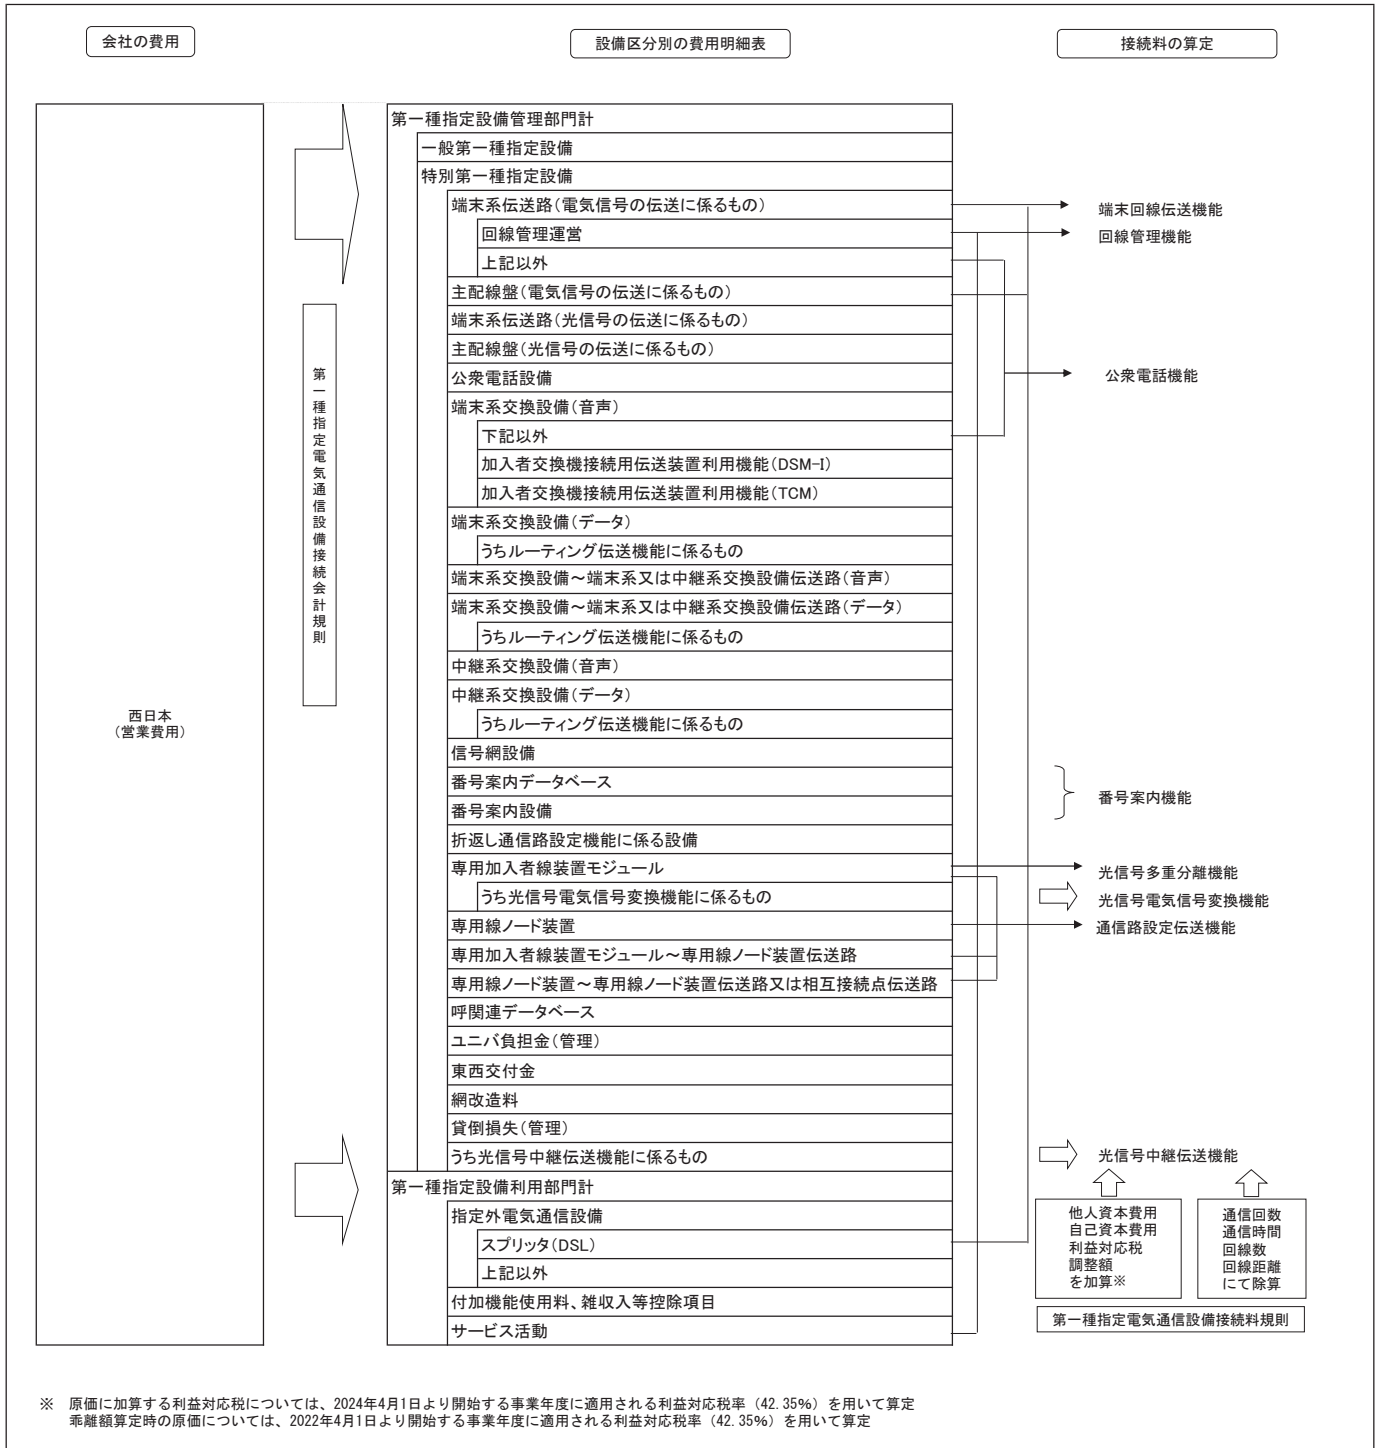 会社の費用
設備区分別の費用明細表
接続料の算定
西日本
(営業費用)
第一種指定電気通信設備接続会計規則
第一種指定設備管理部門計
一般第一種指定設備
特別第一種指定設備
端末系伝送路(電気信号の伝送に係るもの)
回線管理運営
上記以外
主配線盤(電気信号の伝送に係るもの)
端末系伝送路(光信号の伝送に係るもの)
主配線盤(光信号の伝送に係るもの)
公衆電話設備
端末系交換設備(音声)
下記以外
加入者交換機接続用伝送装置利用機能(DSM-I)
加入者交換機接続用伝送装置利用機能(TCM)
端末系交換設備(データ)
うちルーティング伝送機能に係るもの
端末系交換設備～端末系又は中継系交換設備伝送路(音声)
端末系交換設備～端末系又は中継系交換設備伝送路(データ)
うちルーティング伝送機能に係るもの
中継系交換設備(音声)
中継系交換設備(データ)
うちルーティング伝送機能に係るもの
信号網設備
番号案内データベース
番号案内設備
折返し通信路設定機能に係る設備
専用加入者線装置モジュール
うち光信号電気信号変換機能に係るもの
専用線ノード装置
専用加入者線装置モジュール～専用線ノード装置伝送路
専用線ノード装置～専用線ノード装置伝送路又は相互接続点伝送路
呼関連データベース
ユニバ負担金(管理)
東西交付金
網改造料
貸倒損失(管理)
うち光信号中継伝送機能に係るもの
第一種指定設備利用部門計
指定外電気通信設備
スプリッタ(DSL)
上記以外
付加機能使用料、雑収入等控除項目
サービス活動
端末回線伝送機能
回線管理機能
公衆電話機能
番号案内機能
光信号多重分離機能
光信号電気信号変換機能
通信路設定伝送機能
光信号中継伝送機能
他人資本費用
自己資本費用
利益対応税
調整額
を加算※
通信回数
通信時間
回線数
回線距離
にて除算
第一種指定電気通信設備接続料規則
※ 原価に加算する利益対応税については、2024年4月1日より開始する事業年度に適用される利益対応税率(42.35%)を用いて算定
乖離額算定時の原価については、2022年4月1日より開始する事業年度に適用される利益対応税率(42.35%)を用いて算定